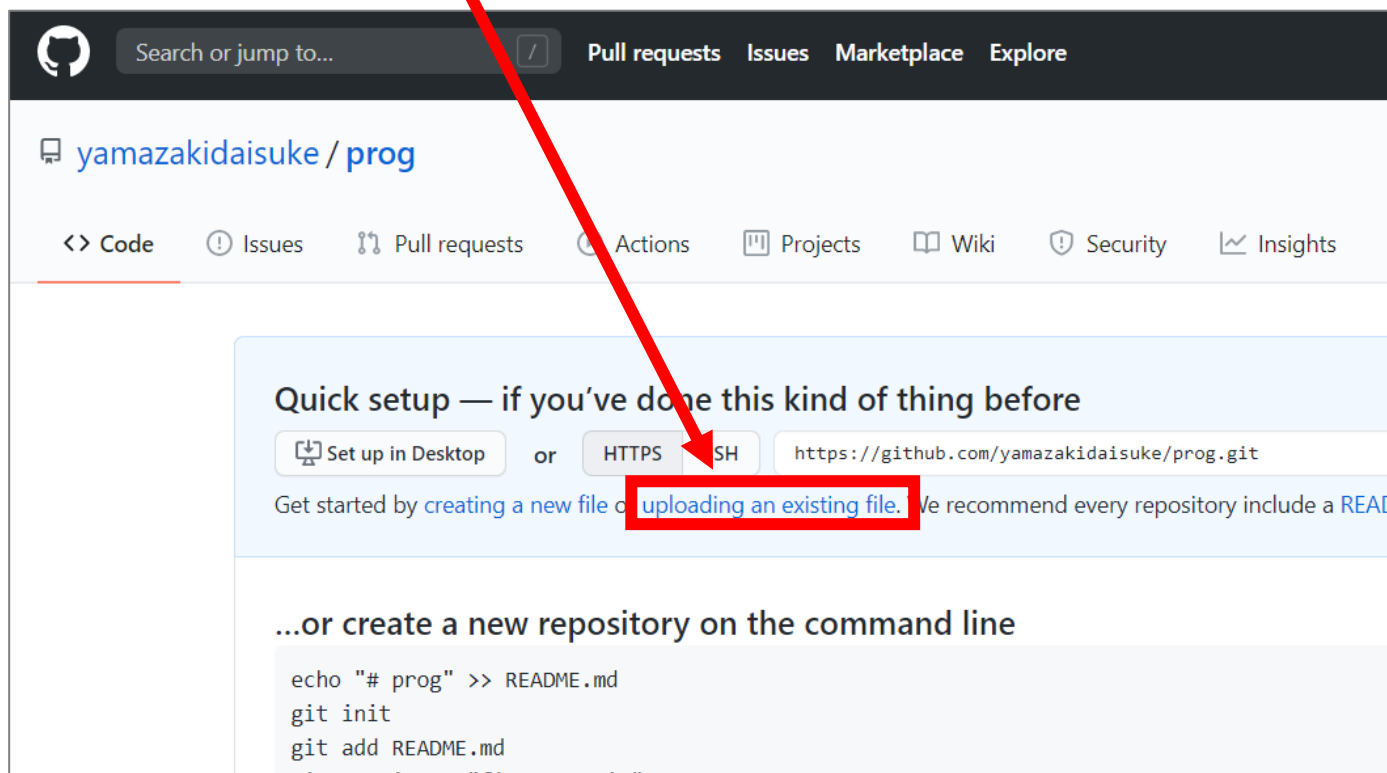 Search or jump to... / Pull requests Issues Marketplace Explore
yamazakidaisuke / prog
<> Code Issues Pull requests Actions Projects Wiki Security Insights
Quick setup — if you’ve done this kind of thing before
Set up in Desktop or HTTPS SH https://github.com/yamazakidaisuke/prog.git
Get started by creating a new file o uploading an existing file. e recommend every repository include a READ
…or create a new repository on the command line
echo "# prog" >> README.md
git init
git add README.md